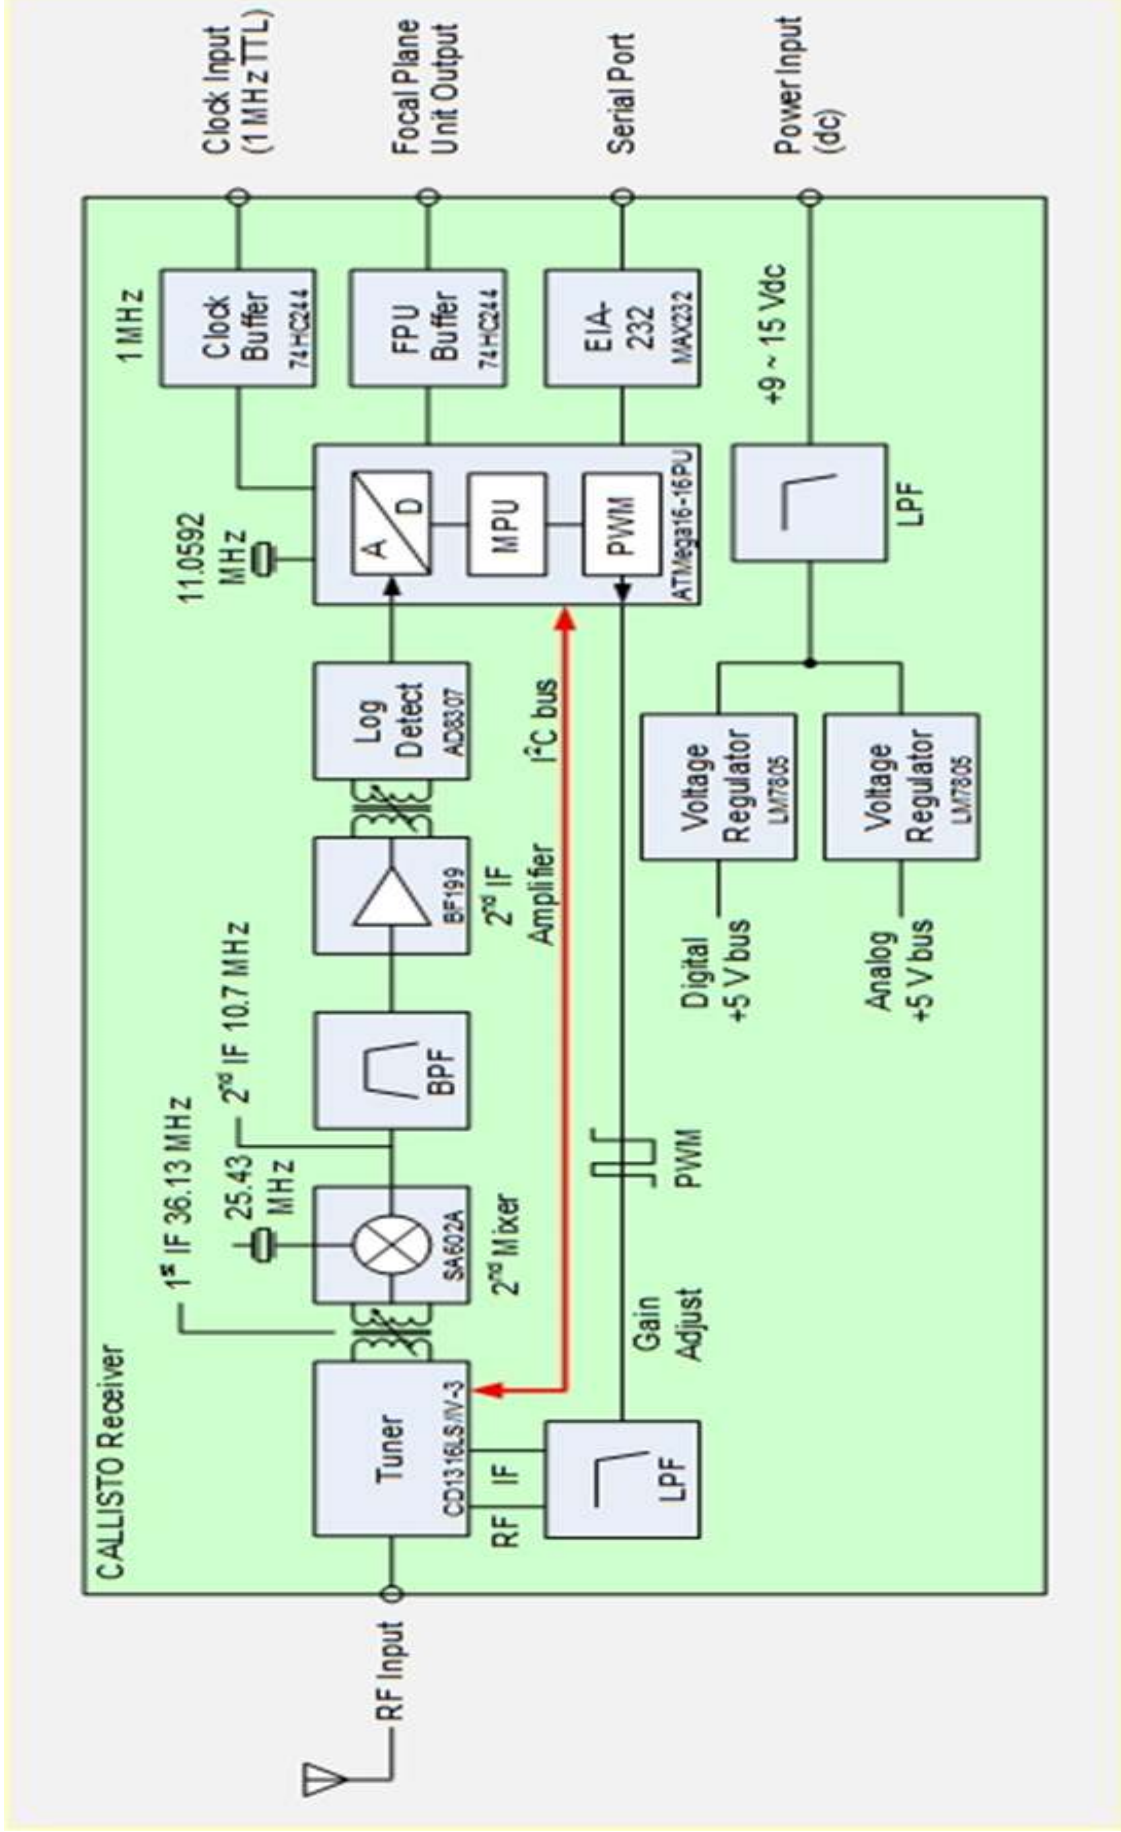 CALLISTO Receiver
1st IF 36.13 MHz
2nd IF 10.7 MHz
25.43
MHz
11.0592
MHz
1 MHz
Clock Input
(1 MHz TTL)
Clock
Buffer
74HC244
RF Input
Tuner
CD1316LS/IV-3
SA602A
2nd Mixer
BPF
BF199
2nd IF
Amplifier
Log
Detect
AD8307
A
D
MPU
PWM
ATMega16-16PU
FPU
Buffer
74HC244
Focal Plane
Unit Output
EIA-
232
MAX232
Serial Port
I2C bus
RF
IF
LPF
Gain
Adjust
PWM
Digital
+5 V bus
Voltage
Regulator
LM7805
Analog
+5 V bus
Voltage
Regulator
LM7805
LPF
+9 ~ 15 Vdc
Power Input
(dc)